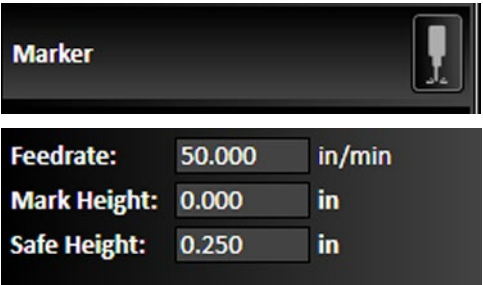 Marker
Feedrate: 50.000 in/min
Mark Height: 0.000 in
Safe Height: 0.250 in